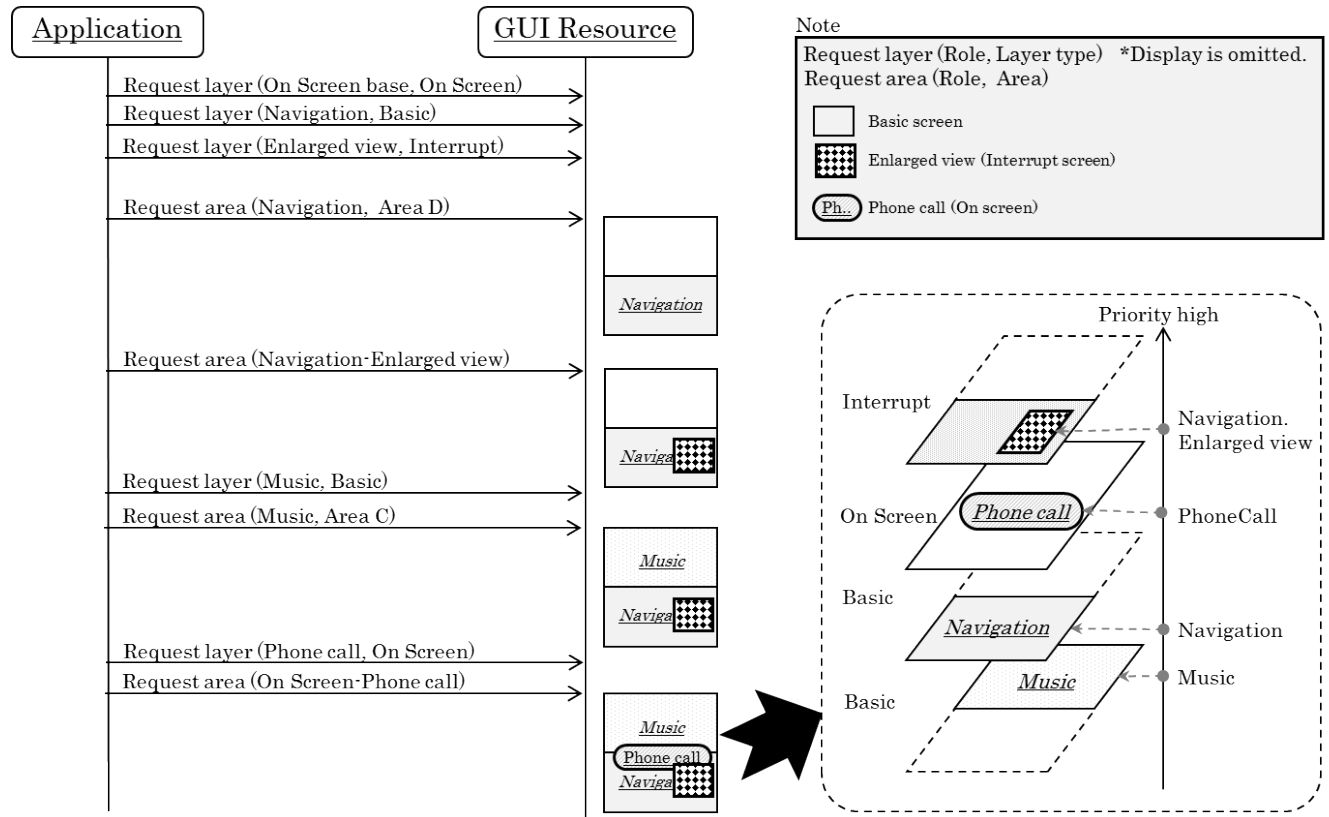 Application
GUI Resource
Request layer (On Screen base, On Screen)
Request layer (Navigation, Basic)
Request layer (Enlarged view, Interrupt)
Request area (Navigation, Area D)
Navigation
Request area (Navigation-Enlarged view)
Naviga
Request layer (Music, Basic)
Request area (Music, Area C)
Music
Naviga
Request layer (Phone call, On Screen)
Request area (On Screen-Phone call)
Music
Phone call
Naviga
Note
Request layer (Role, Layer type) *Display is omitted.
Request area (Role, Area)
Basic screen
Enlarged view (Interrupt screen)
Ph.. Phone call (On screen)
Priority high
Interrupt
Navigation.
Enlarged view
On Screen
Phone call
PhoneCall
Basic
Navigation
Navigation
Music
Music
Basic